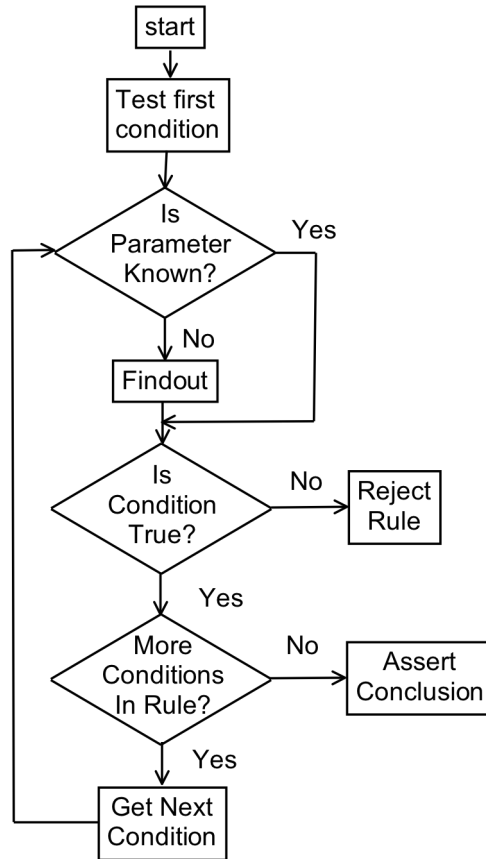 start
Test first
condition
Is
Parameter
Known?
Yes
No
Findout
Is
Condition
True?
No
Reject
Rule
Yes
More
Conditions
In Rule?
No
Assert
Conclusion
Yes
Get Next
Condition